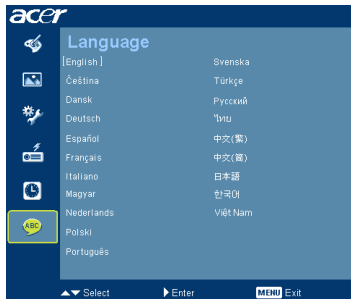 acer
Language
[English]
Čeština
Dansk
Deutsch
Español
Français
Italiano
Magyar
Nederlands
Polski
Português
Svenska
Türkçe
Русский
ไทย
中文(繁)
中文(简)
日本語
한국어
Việt Nam
ABC
Select
Enter
MENU Exit